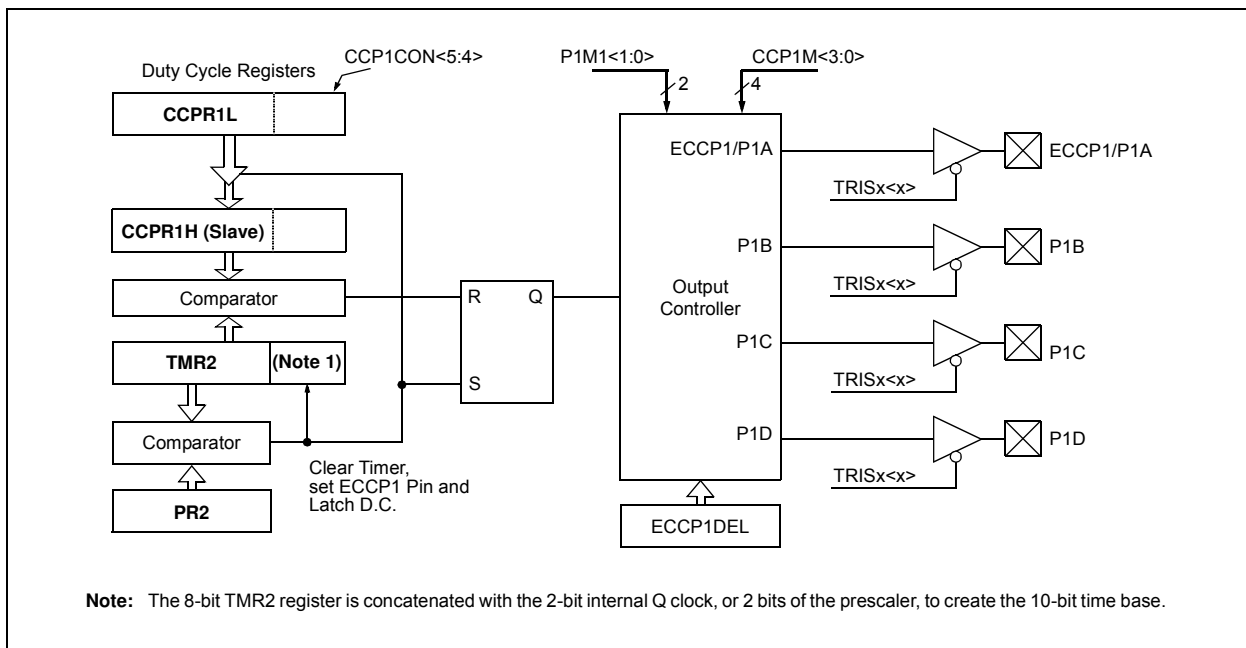 CCP1CON<5:4>
Duty Cycle Registers
CCPR1L
CCPR1H (Slave)
Comparator
TMR2
(Note 1)
Comparator
PR2
Clear Timer,
set ECCP1 Pin and
Latch D.C.
R
Q
S
P1M1<1:0>
2
CCP1M<3:0>
4
ECCP1/P1A
P1B
Output
Controller
P1C
P1D
ECCP1DEL
TRISx<x>
ECCP1/P1A
TRISx<x>
P1B
TRISx<x>
P1C
TRISx<x>
P1D
Note: The 8-bit TMR2 register is concatenated with the 2-bit internal Q clock, or 2 bits of the prescaler, to create the 10-bit time base.